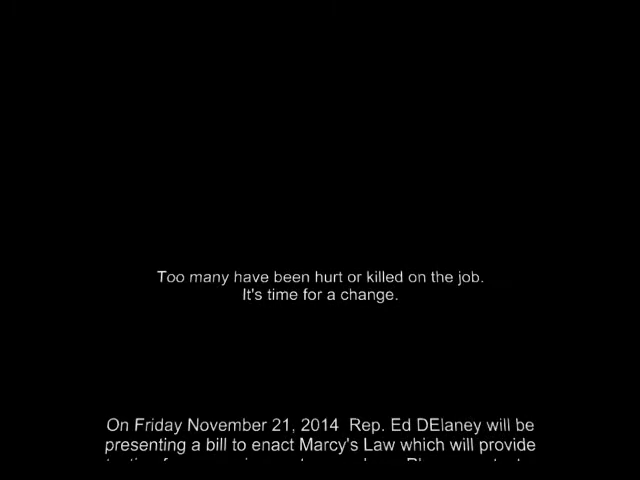 Too many have been hurt or killed on the job.
It's time for a change.
On Friday November 21, 2014 Rep. Ed DElaney will be
presenting a bill to enact Marcy's Law which will provide